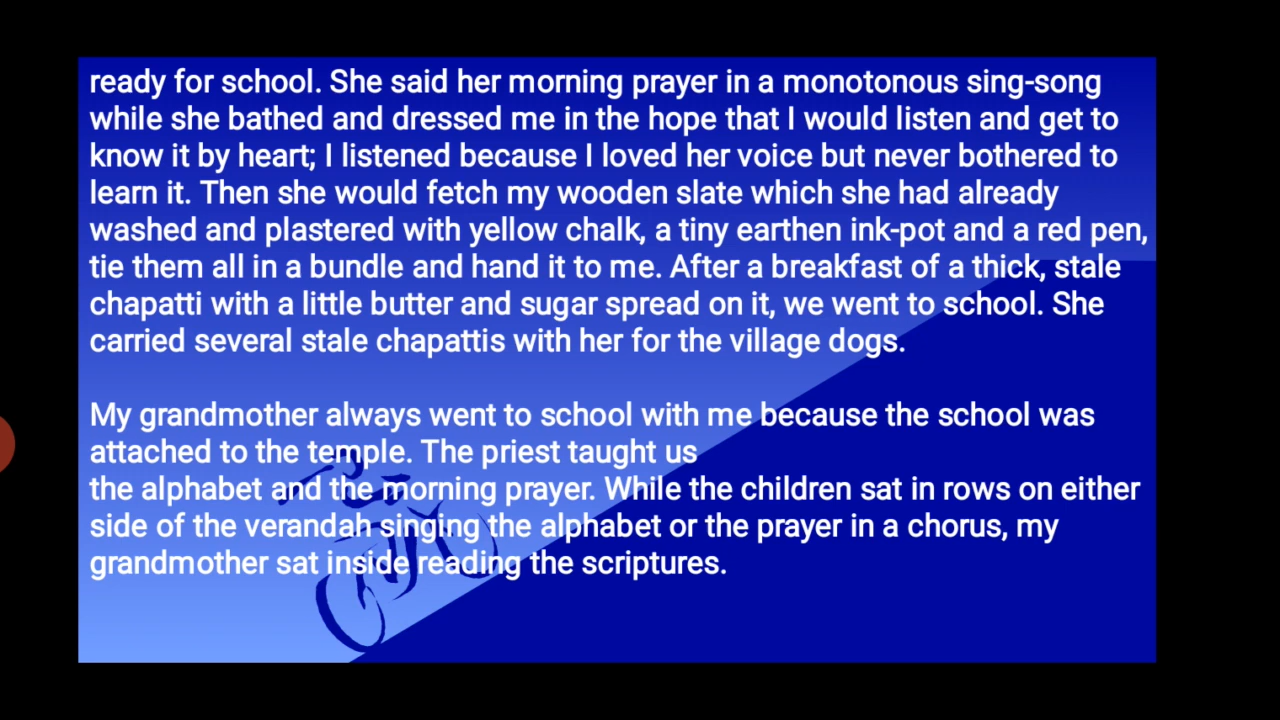 ready for school. She said her morning prayer in a monotonous sing-song
while she bathed and dressed me in the hope that I would listen and get to
know it by heart; I listened because I loved her voice but never bothered to
learn it. Then she would fetch my wooden slate which she had already
washed and plastered with yellow chalk, a tiny earthen ink-pot and a red pen,
tie them all in a bundle and hand it to me. After a breakfast of a thick, stale
chapatti with a little butter and sugar spread on it, we went to school. She
carried several stale chapattis with her for the village dogs.
My grandmother always went to school with me because the school was
attached to the temple. The priest taught us
the alphabet and the morning prayer. While the children sat in rows on either
side of the verandah singing the alphabet or the prayer in a chorus, my
grandmother sat inside reading the scriptures.